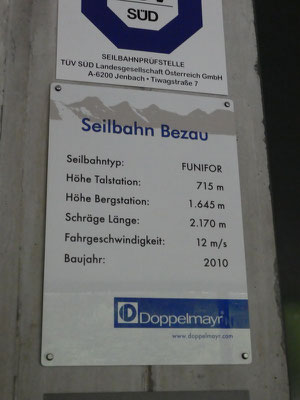 SÜD
SEILBAHNPRÜFSTELLE
TÜV SÜD Landesgesellschaft Österreich GmbH
A-6200 Jenbach • Tiwagstraße 7
Seilbahn Bezau
Seilbahntyp: FUNIFOR
Höhe Talstation: 715 m
Höhe Bergstation: 1.645 m
Schräge Länge: 2.170 m
Fahrgeschwindigkeit: 12 m/s
Baujahr: 2010
Doppelmayr
www.doppelmayr.com